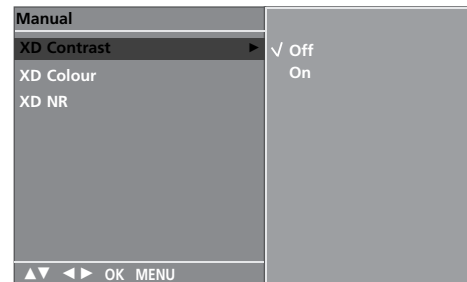 Manual
XD Contrast ►
XD Colour
XD NR
√ Off
On
▲▼ ◄► OK MENU